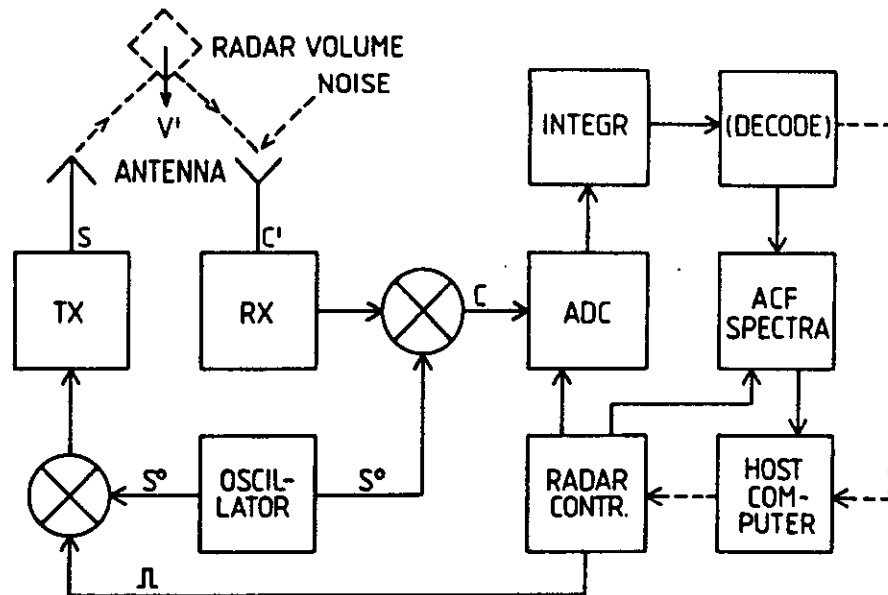 RADAR VOLUME
NOISE
V'
ANTENNA
S
C'
TX
RX
C
ADC
INTEGR
(DECODE)
ACF
SPECTRA
S°
OSCIL-
LATOR
S°
RADAR
CONTR.
HOST
COM-
PUTER